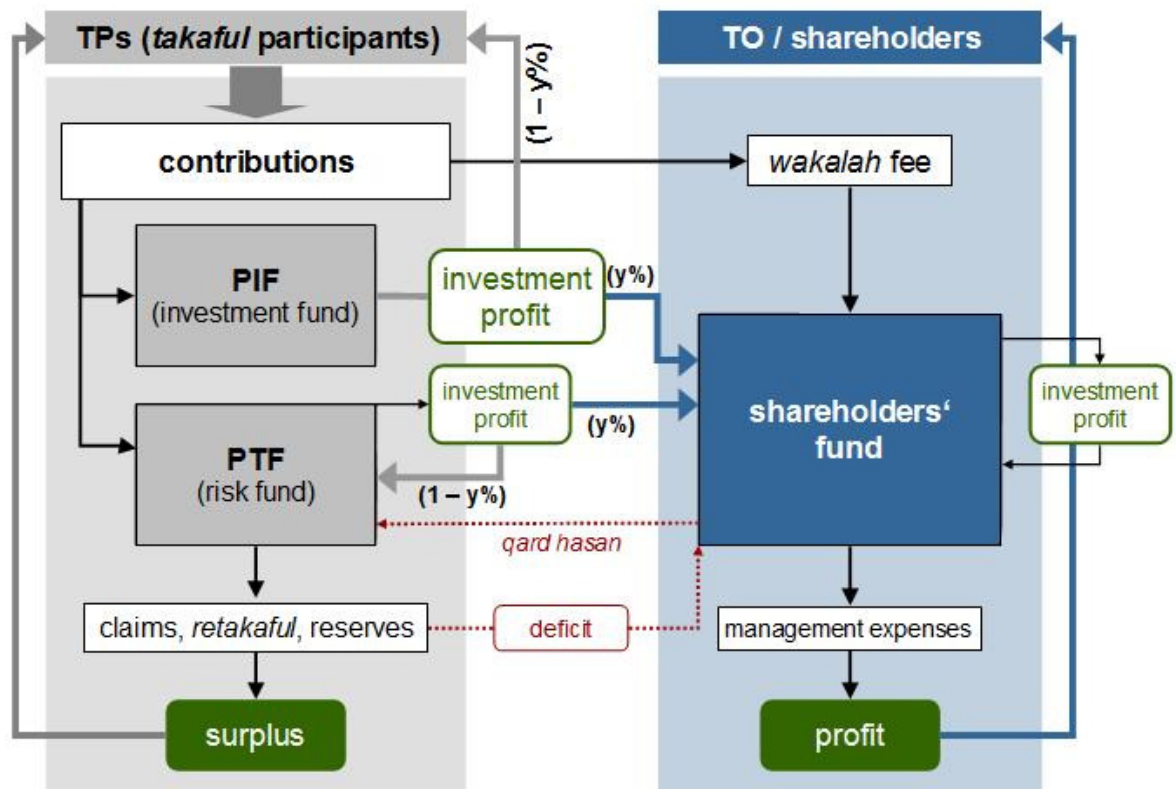 TPs (takaful participants)
TO / shareholders
(1 – y%)
contributions
wakalah fee
PIF
(investment fund)
investment
profit
(y%)
PTF
(risk fund)
investment
profit
(y%)
(1 – y%)
shareholders‘
fund
investment
profit
qard hasan
claims, retakaful, reserves
deficit
management expenses
surplus
profit